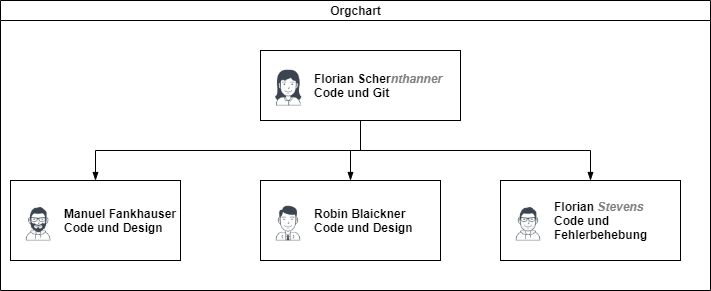 Orgchart
Florian Schernthanner
Code und Git
Manuel Fankhauser
Code und Design
Robin Blaickner
Code und Design
Florian Stevens
Code und
Fehlerbehebung